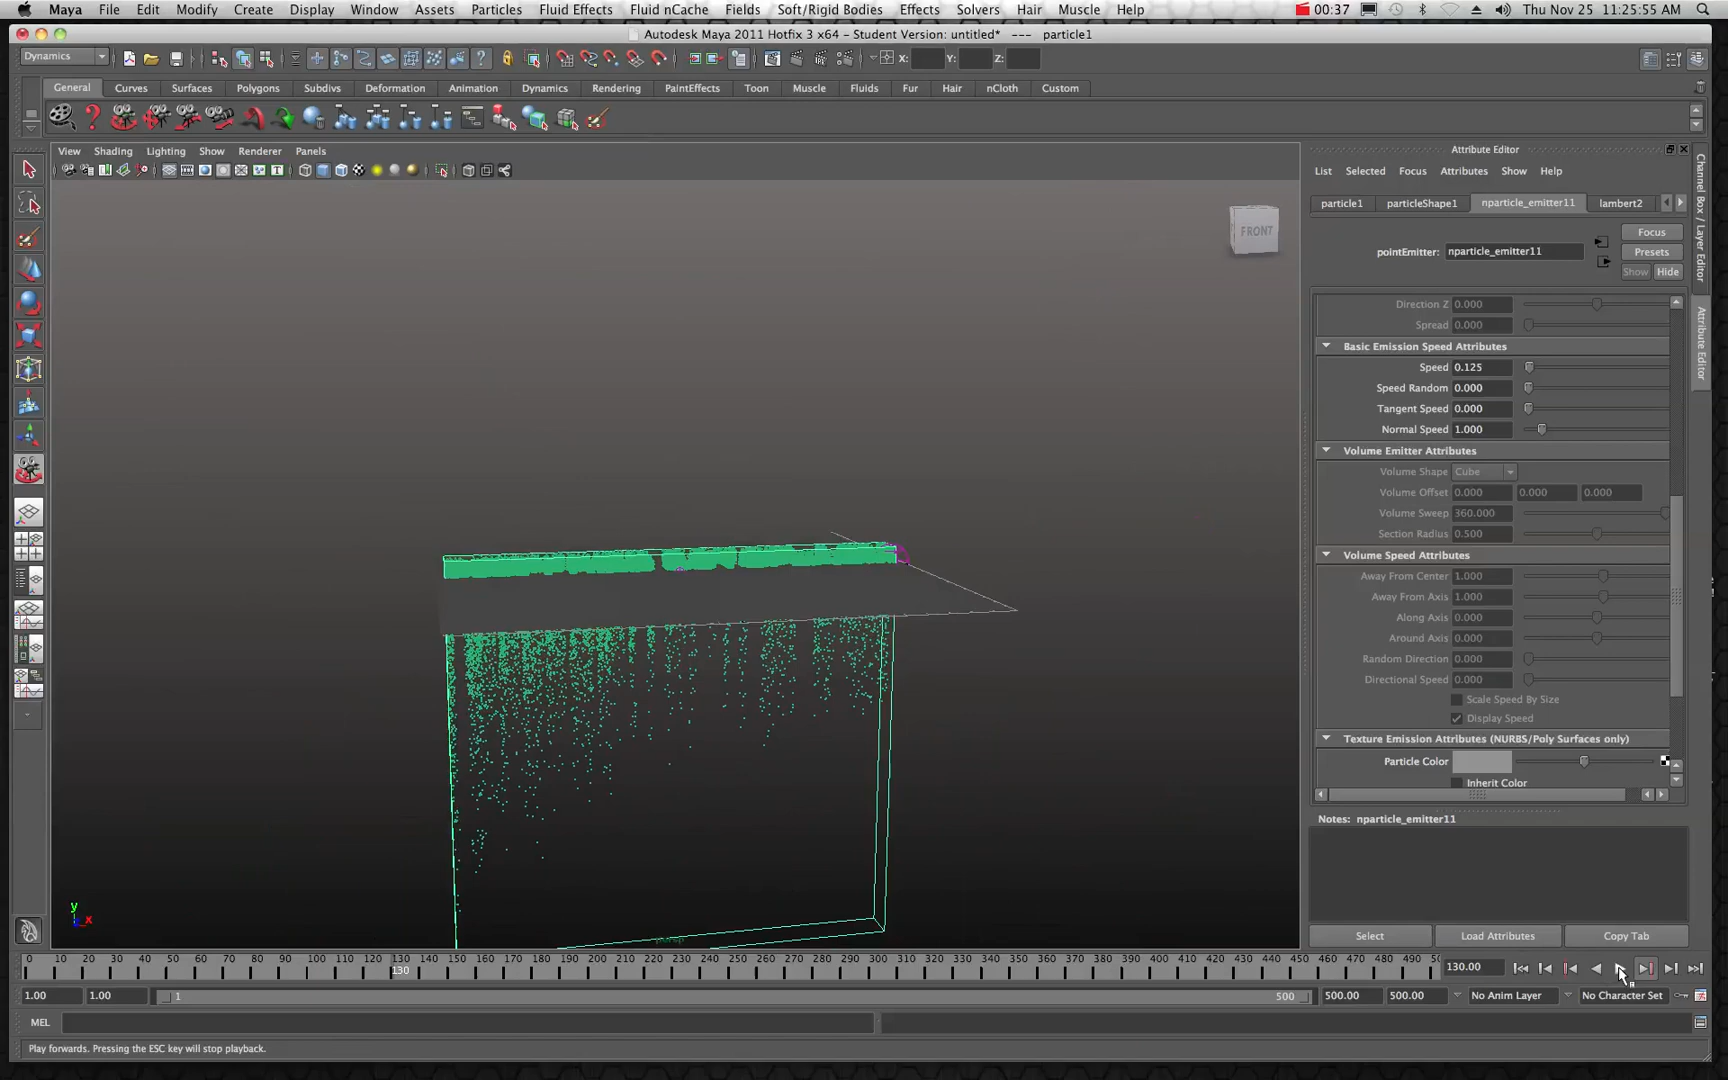 Maya File Edit Modify Create Display Window Assets Particles Fluid Effects Fluid nCache Fields Soft/Rigid Bodies Effects Solvers Hair Muscle Help 00:37 Thu Nov 25 11:25:55 AM
Autodesk Maya 2011 Hotfix 3 x64 - Student Version: untitled* --- particle1
Dynamics X: Y: Z:
General Curves Surfaces Polygons Subdivs Deformation Animation Dynamics Rendering PaintEffects Toon Muscle Fluids Fur Hair nCloth Custom
View Shading Lighting Show Renderer Panels
Attribute Editor
List Selected Focus Attributes Show Help
particle1 particleShape1 nparticle_emitter11 lambert2
Focus
pointEmitter: nparticle_emitter11 Presets
Show Hide
Channel Box / Layer Editor
Attribute Editor
FRONT
Direction Z 0.000
Spread 0.000
Basic Emission Speed Attributes
Speed 0.125
Speed Random 0.000
Tangent Speed 0.000
Normal Speed 1.000
Volume Emitter Attributes
Volume Shape Cube
Volume Offset 0.000 0.000 0.000
Volume Sweep 360.000
Section Radius 0.500
Volume Speed Attributes
Away From Center 1.000
Away From Axis 1.000
Along Axis 0.000
Around Axis 0.000
Random Direction 0.000
Directional Speed 0.000
Scale Speed By Size
Display Speed
Texture Emission Attributes (NURBS/Poly Surfaces only)
Particle Color
Inherit Color
Notes: nparticle_emitter11
Select Load Attributes Copy Tab
y
x
persp
0 10 20 30 40 50 60 70 80 90 100 110 120 130 140 150 160 170 180 190 200 210 220 230 240 250 260 270 280 290 300 310 320 330 340 350 360 370 380 390 400 410 420 430 440 450 460 470 480 490 50
130
130.00
1.00 1.00 1 500 500.00 500.00 No Anim Layer No Character Set
MEL
Play forwards. Pressing the ESC key will stop playback.